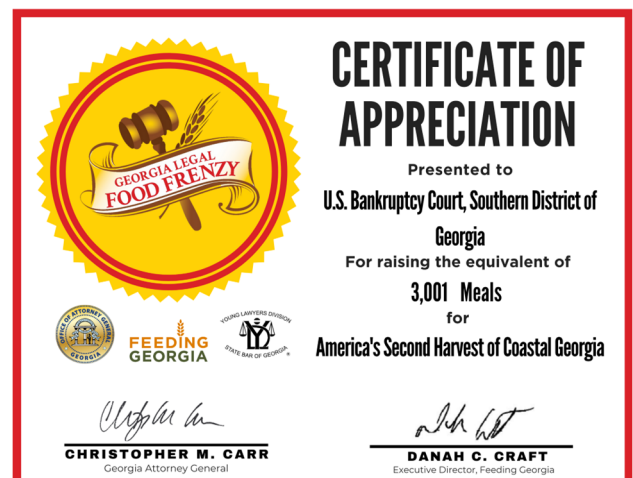 CERTIFICATE OF
APPRECIATION
Presented to
U.S. Bankruptcy Court, Southern District of
Georgia
For raising the equivalent of
3,001 Meals
for
America's Second Harvest of Coastal Georgia
GEORGIA LEGAL
FOOD FRENZY
OFFICE OF ATTORNEY GENERAL
GEORGIA
FEEDING
GEORGIA
YOUNG LAWYERS DIVISION
STATE BAR OF GEORGIA
CHRISTOPHER M. CARR
Georgia Attorney General
DANAH C. CRAFT
Executive Director, Feeding Georgia